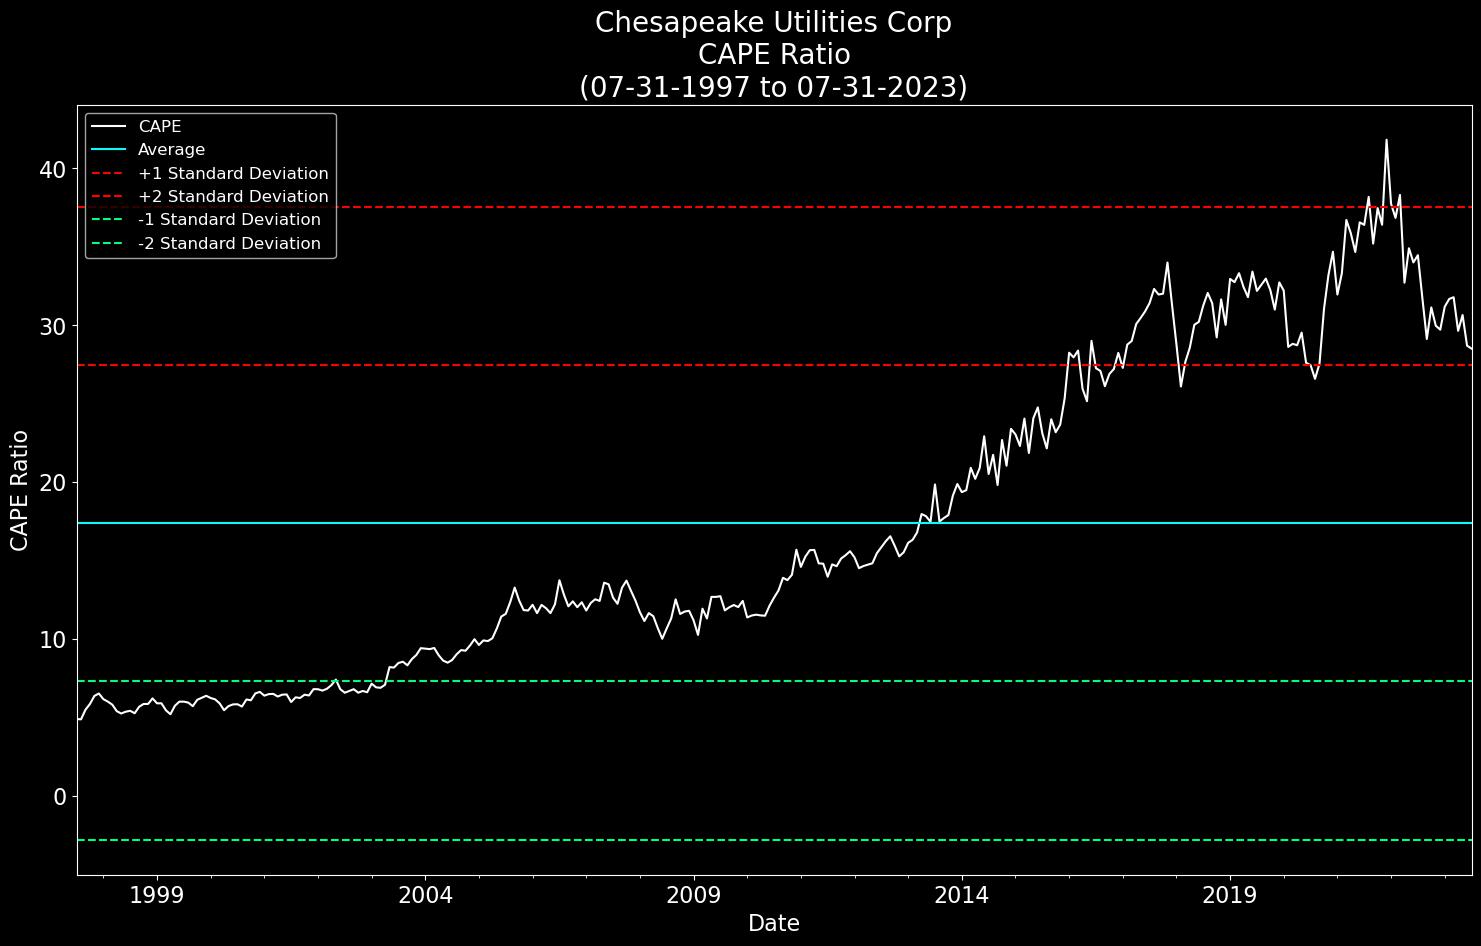 Chesapeake Utilities Corp
CAPE Ratio
(07-31-1997 to 07-31-2023)
CAPE
Average
+1 Standard Deviation
+2 Standard Deviation
-1 Standard Deviation
-2 Standard Deviation
40
30
20
10
0
CAPE Ratio
1999
2004
2009
2014
2019
Date